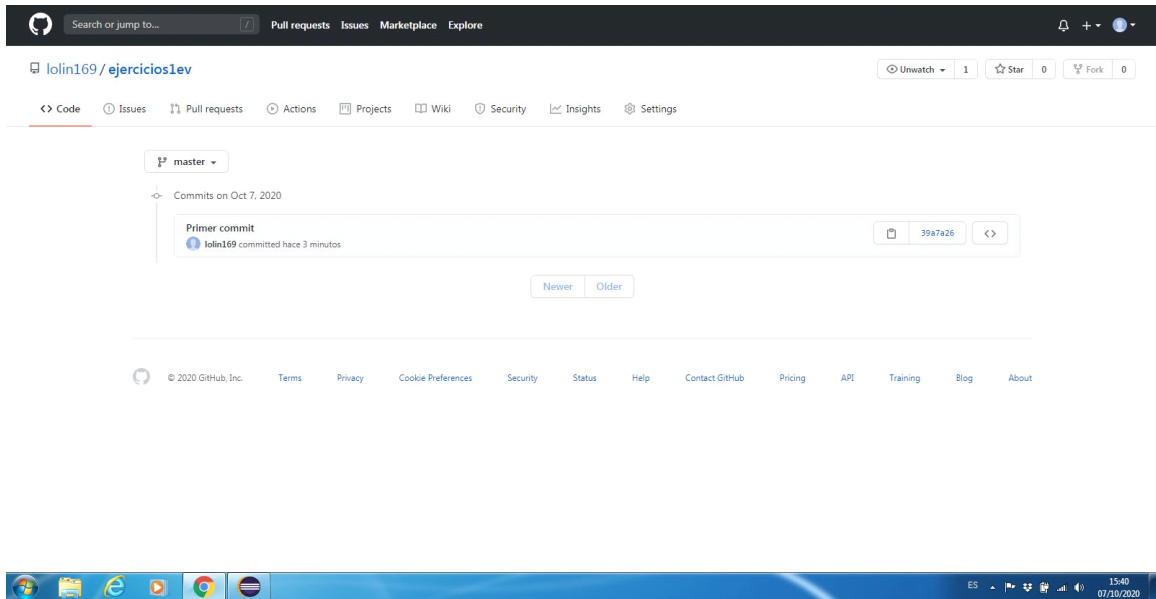 Search or jump to... / Pull requests Issues Marketplace Explore
lolin169 / ejercicios1ev
Unwatch 1 Star 0 Fork 0
<> Code Issues Pull requests Actions Projects Wiki Security Insights Settings
master
Commits on Oct 7, 2020
Primer commit
lolin169 committed hace 3 minutos
39a7a26 <>
Newer Older
© 2020 GitHub, Inc. Terms Privacy Cookie Preferences Security Status Help Contact GitHub Pricing API Training Blog About
ES 15:40
07/10/2020